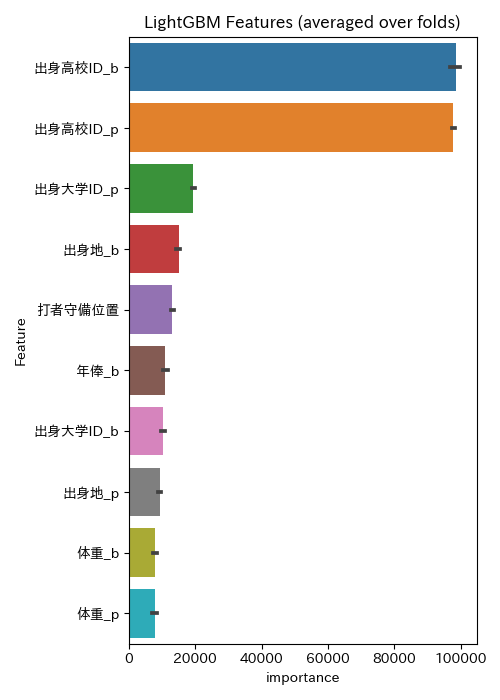 LightGBM Features (averaged over folds)
出身高校ID_b
出身高校ID_p
出身大学ID_p
出身地_b
打者守備位置
年俸_b
出身大学ID_b
出身地_p
体重_b
体重_p
Feature
0 20000 40000 60000 80000 100000
importance